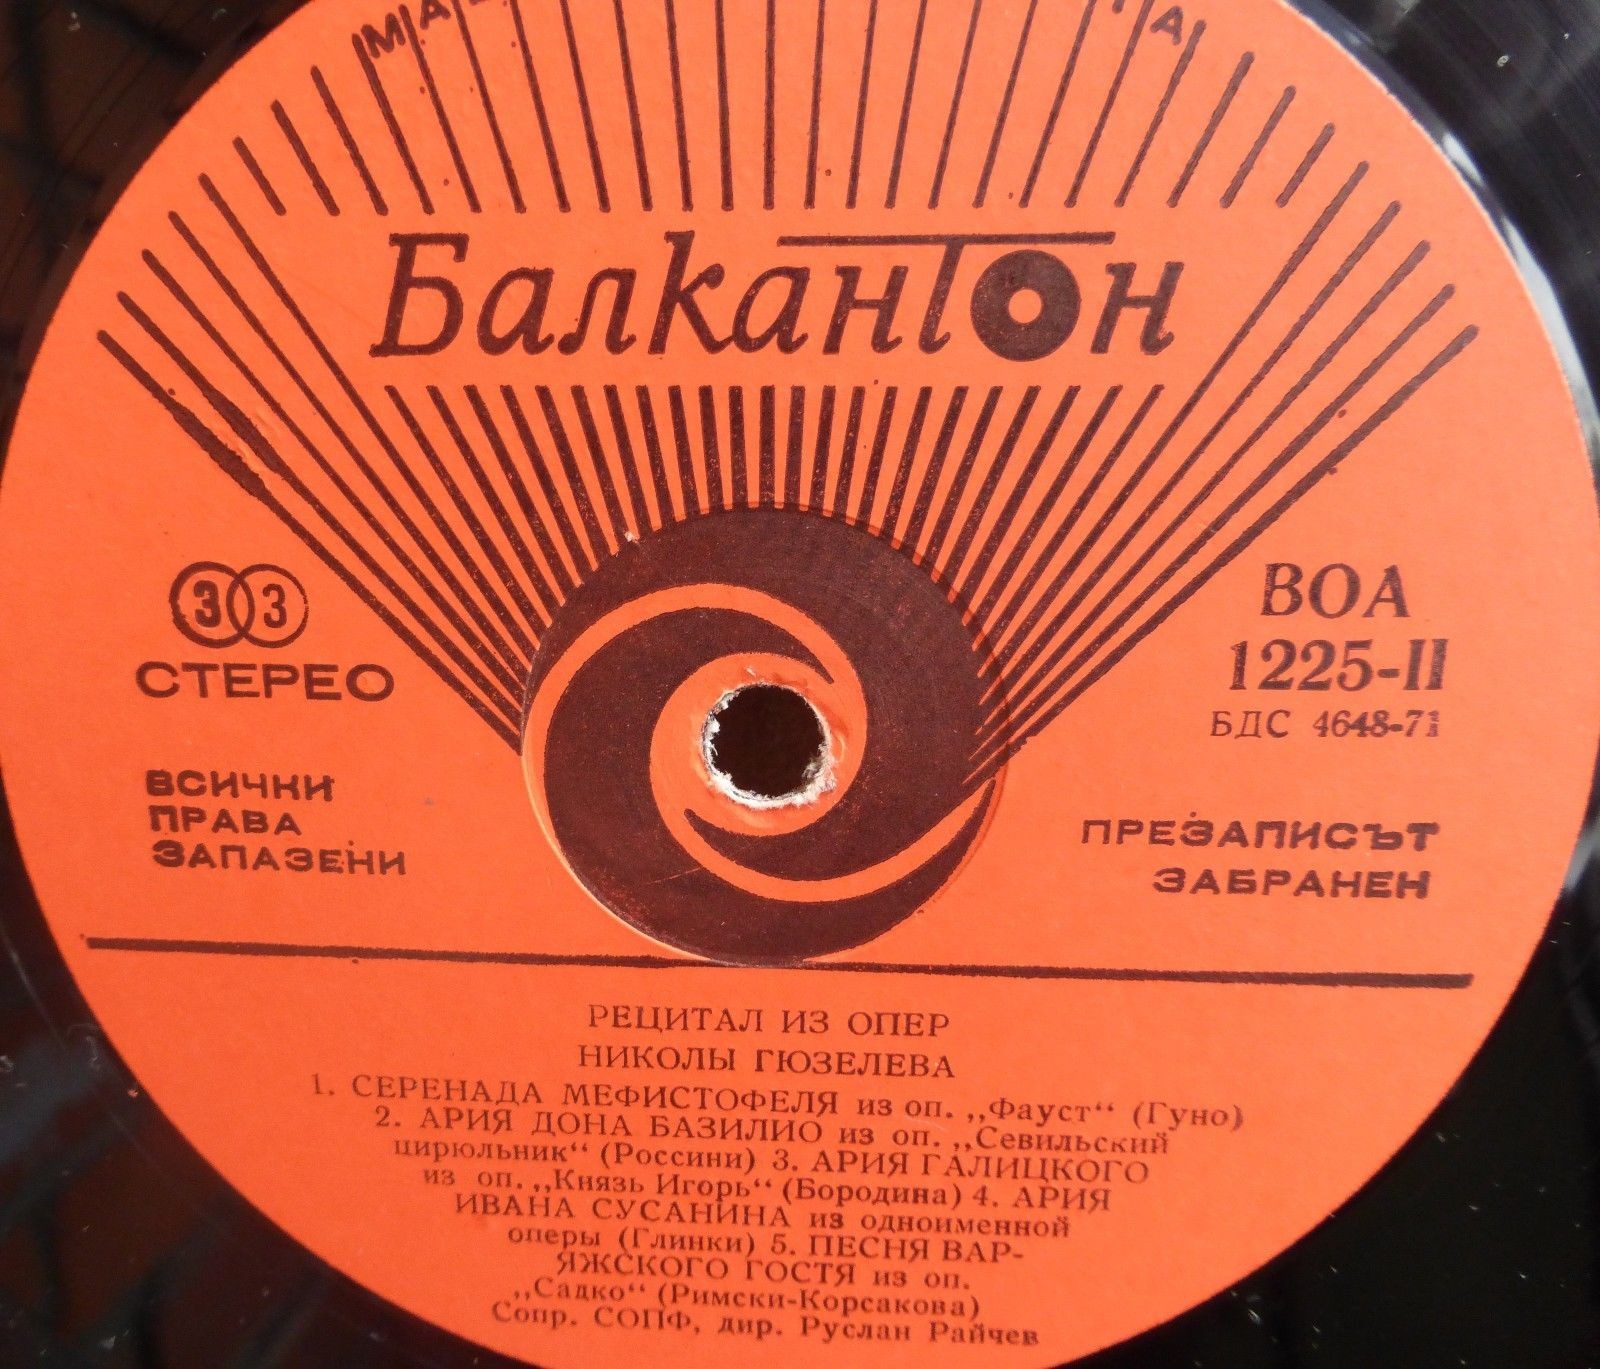 Балкантон
33
СТЕРЕО
ВОА
1225-II
БДС 4648-71
ВСИЧКИ
ПРАВА
ЗАПАЗЕНИ
ПРЕЗАПИСЪТ
ЗАБРАНЕН
РЕЦИТАЛ ИЗ ОПЕР
НИКОЛЫ ГЮЗЕЛЕВА
1. СЕРЕНАДА МЕФИСТОФЕЛЯ из оп. „Фауст“ (Гуно)
2. АРИЯ ДОНА БАЗИЛИО из оп. „Севильский
цирюльник“ (Россини) 3. АРИЯ ГАЛИЦКОГО
из оп. „Князь Игорь“ (Бородина) 4. АРИЯ
ИВАНА СУСАНИНА из одноименной
оперы (Глинки) 5. ПЕСНЯ ВАР-
ЯЖСКОГО ГОСТЯ из оп.
„Садко“ (Римски-Корсакова)
Сопр. СОПФ, дир. Руслан Райчев